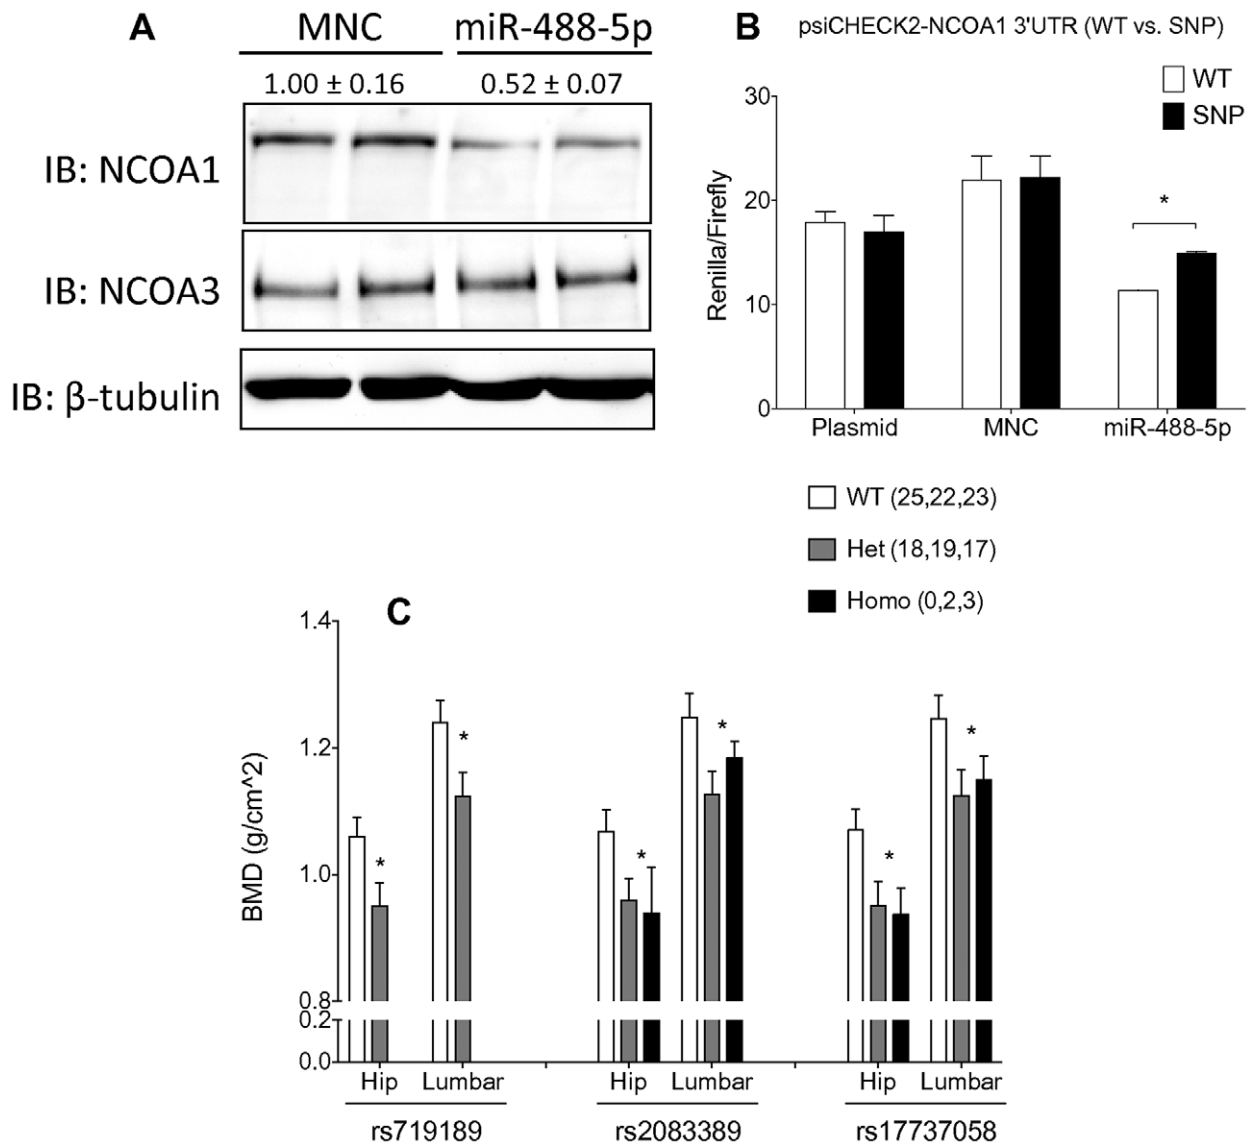 A
MNC miR-488-5p
1.00 ± 0.16 0.52 ± 0.07
IB: NCOA1
IB: NCOA3
IB: β-tubulin
B psiCHECK2-NCOA1 3'UTR (WT vs. SNP)
WT
SNP
Renilla/Firefly
30
20
10
0
*
Plasmid MNC miR-488-5p
WT (25,22,23)
Het (18,19,17)
Homo (0,2,3)
C
BMD (g/cm^2)
1.4
1.2
1.0
0.8
0.2
0.0
* * * * * *
Hip Lumbar Hip Lumbar Hip Lumbar
rs719189 rs2083389 rs17737058